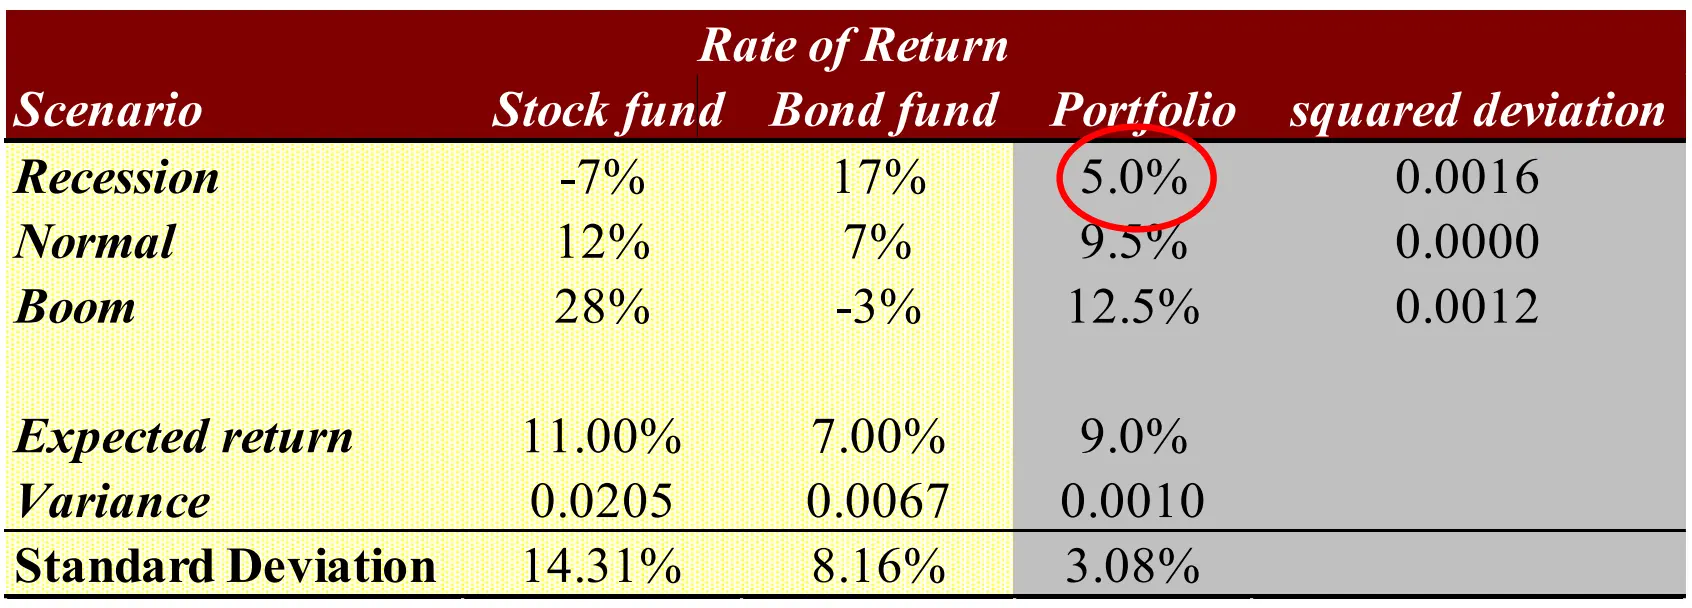 Rate of Return
Scenario Stock fund Bond fund Portfolio squared deviation
Recession -7% 17% 5.0% 0.0016
Normal 12% 7% 9.5% 0.0000
Boom 28% -3% 12.5% 0.0012
Expected return 11.00% 7.00% 9.0%
Variance 0.0205 0.0067 0.0010
Standard Deviation 14.31% 8.16% 3.08%